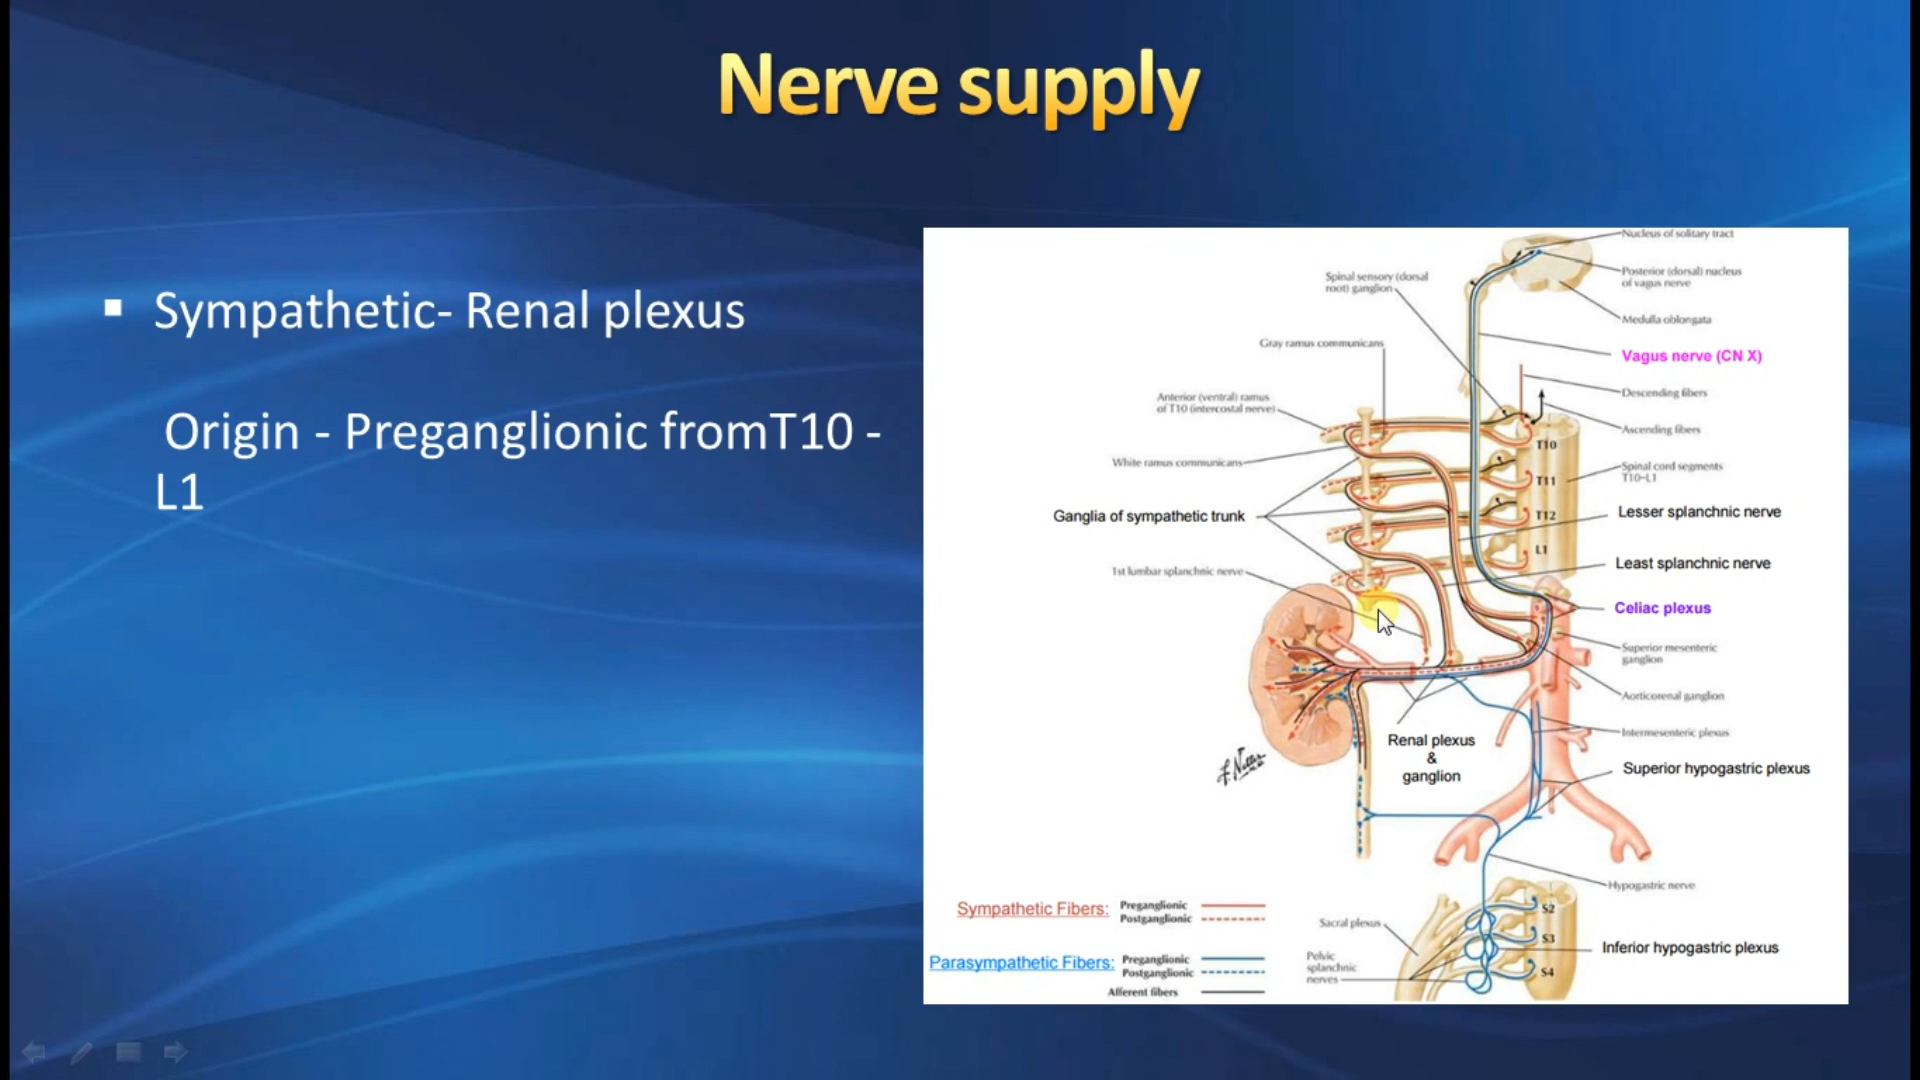 Nerve supply
▪ Sympathetic- Renal plexus
Origin - Preganglionic fromT10 -
L1
Nucleus of solitary tract
Posterior (dorsal) nucleus
of vagus nerve
Medulla oblongata
Vagus nerve (CN X)
Descending fibers
Ascending fibers
Spinal cord segments
T10-L1
Lesser splanchnic nerve
Least splanchnic nerve
Celiac plexus
Superior mesenteric
ganglion
Aorticorenal ganglion
Intermesenteric plexus
Superior hypogastric plexus
Hypogastric nerve
Inferior hypogastric plexus
Spinal sensory (dorsal
root) ganglion
Gray ramus communicans
Anterior (ventral) ramus
of T10 (intercostal nerve)
White ramus communicans
Ganglia of sympathetic trunk
1st lumbar splanchnic nerve
T10
T11
T12
L1
Renal plexus
&
ganglion
F. Netter
Sacral plexus
Pelvic
splanchnic
nerves
S2
S3
S4
Sympathetic Fibers: Preganglionic
Postganglionic
Parasympathetic Fibers: Preganglionic
Postganglionic
Afferent fibers